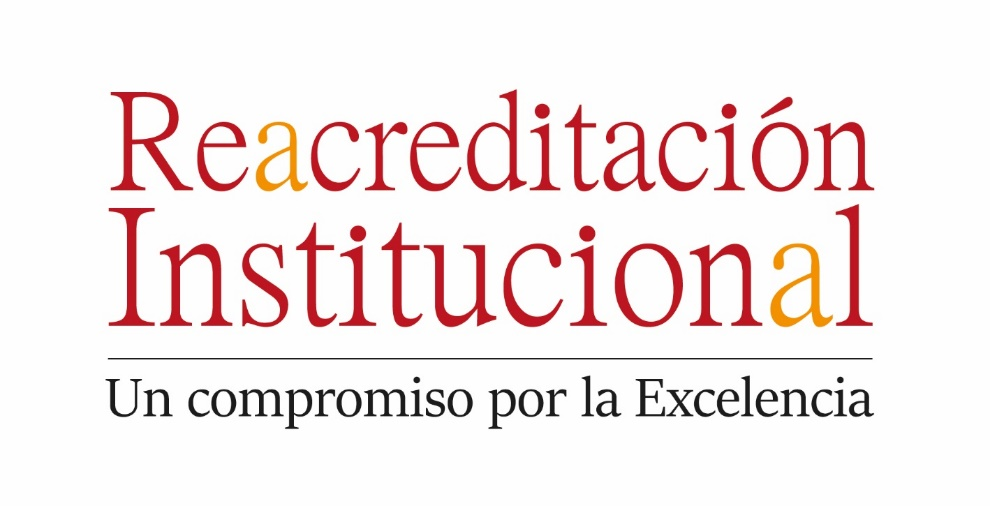 Reacreditación
Institucional
Un compromiso por la Excelencia